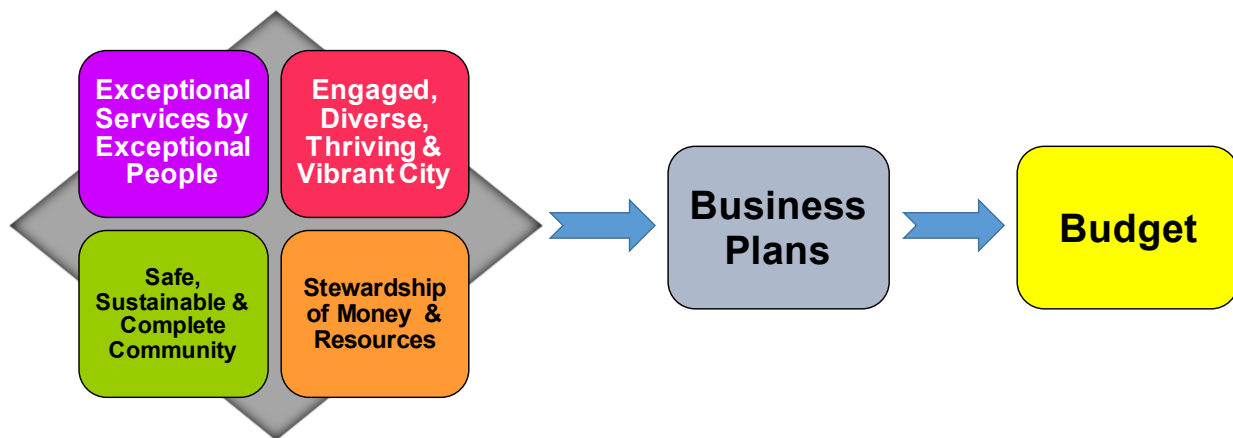 Exceptional
Services by
Exceptional
People
Engaged,
Diverse,
Thriving &
Vibrant City
Safe,
Sustainable &
Complete
Community
Stewardship
of Money & 
Resources
Business
Plans
Budget